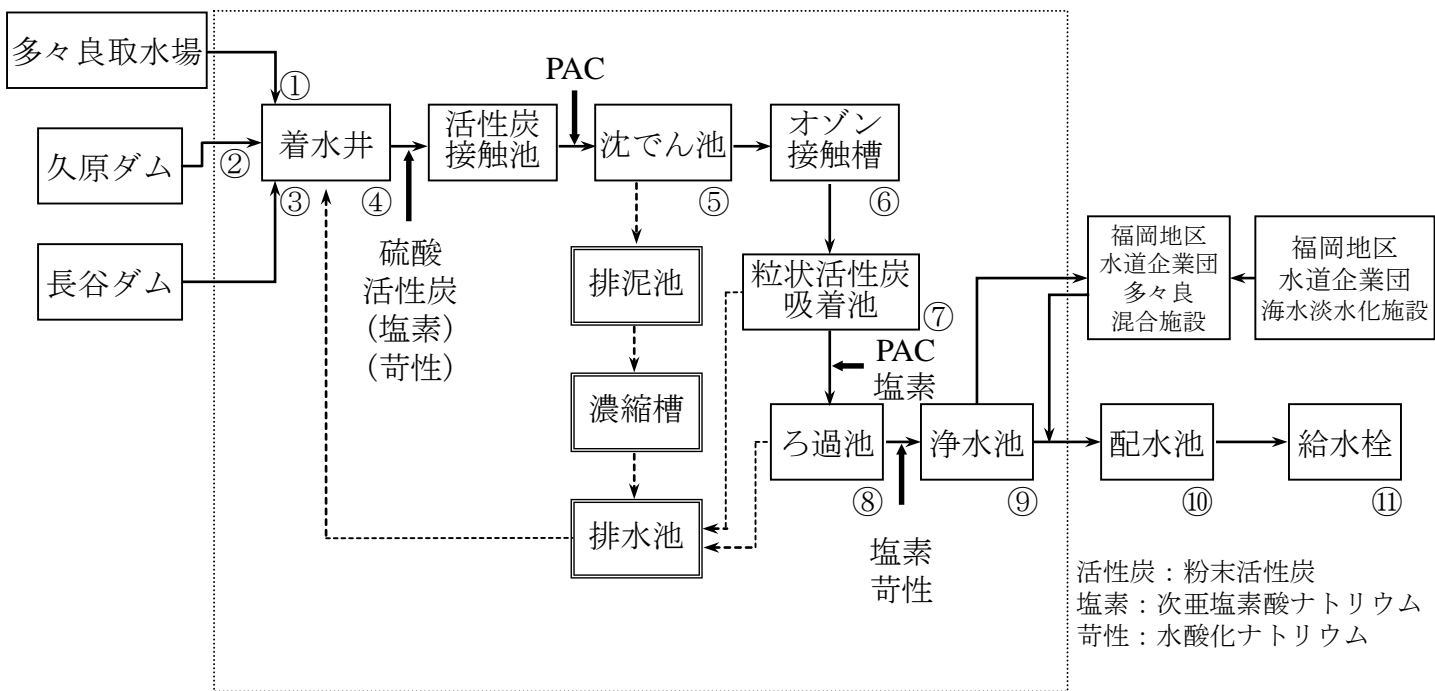 多々良取水場
①
PAC
久原ダム
②
着水井
活性炭
接触池
沈でん池
オゾン
接触槽
③
④
⑤
⑥
長谷ダム
硫酸
活性炭
(塩素)
(苛性)
排泥池
粒状活性炭
吸着池
⑦
福岡地区
水道企業団
多々良
混合施設
福岡地区
水道企業団
海水淡水化施設
PAC
塩素
濃縮槽
ろ過池
浄水池
配水池
給水栓
⑧
⑨
⑩
⑪
排水池
塩素
苛性
活性炭：粉末活性炭
塩素：次亜塩素酸ナトリウム
苛性：水酸化ナトリウム